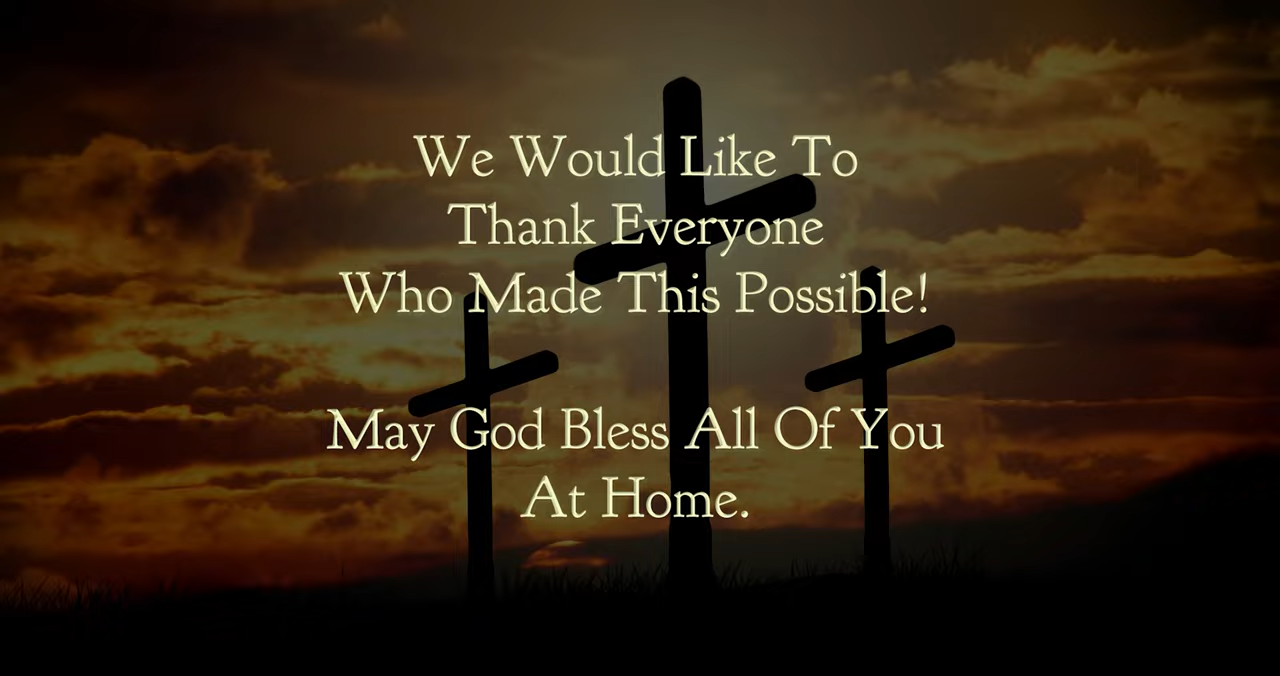 We Would Like To
Thank Everyone
Who Made This Possible!
May God Bless All Of You
At Home.